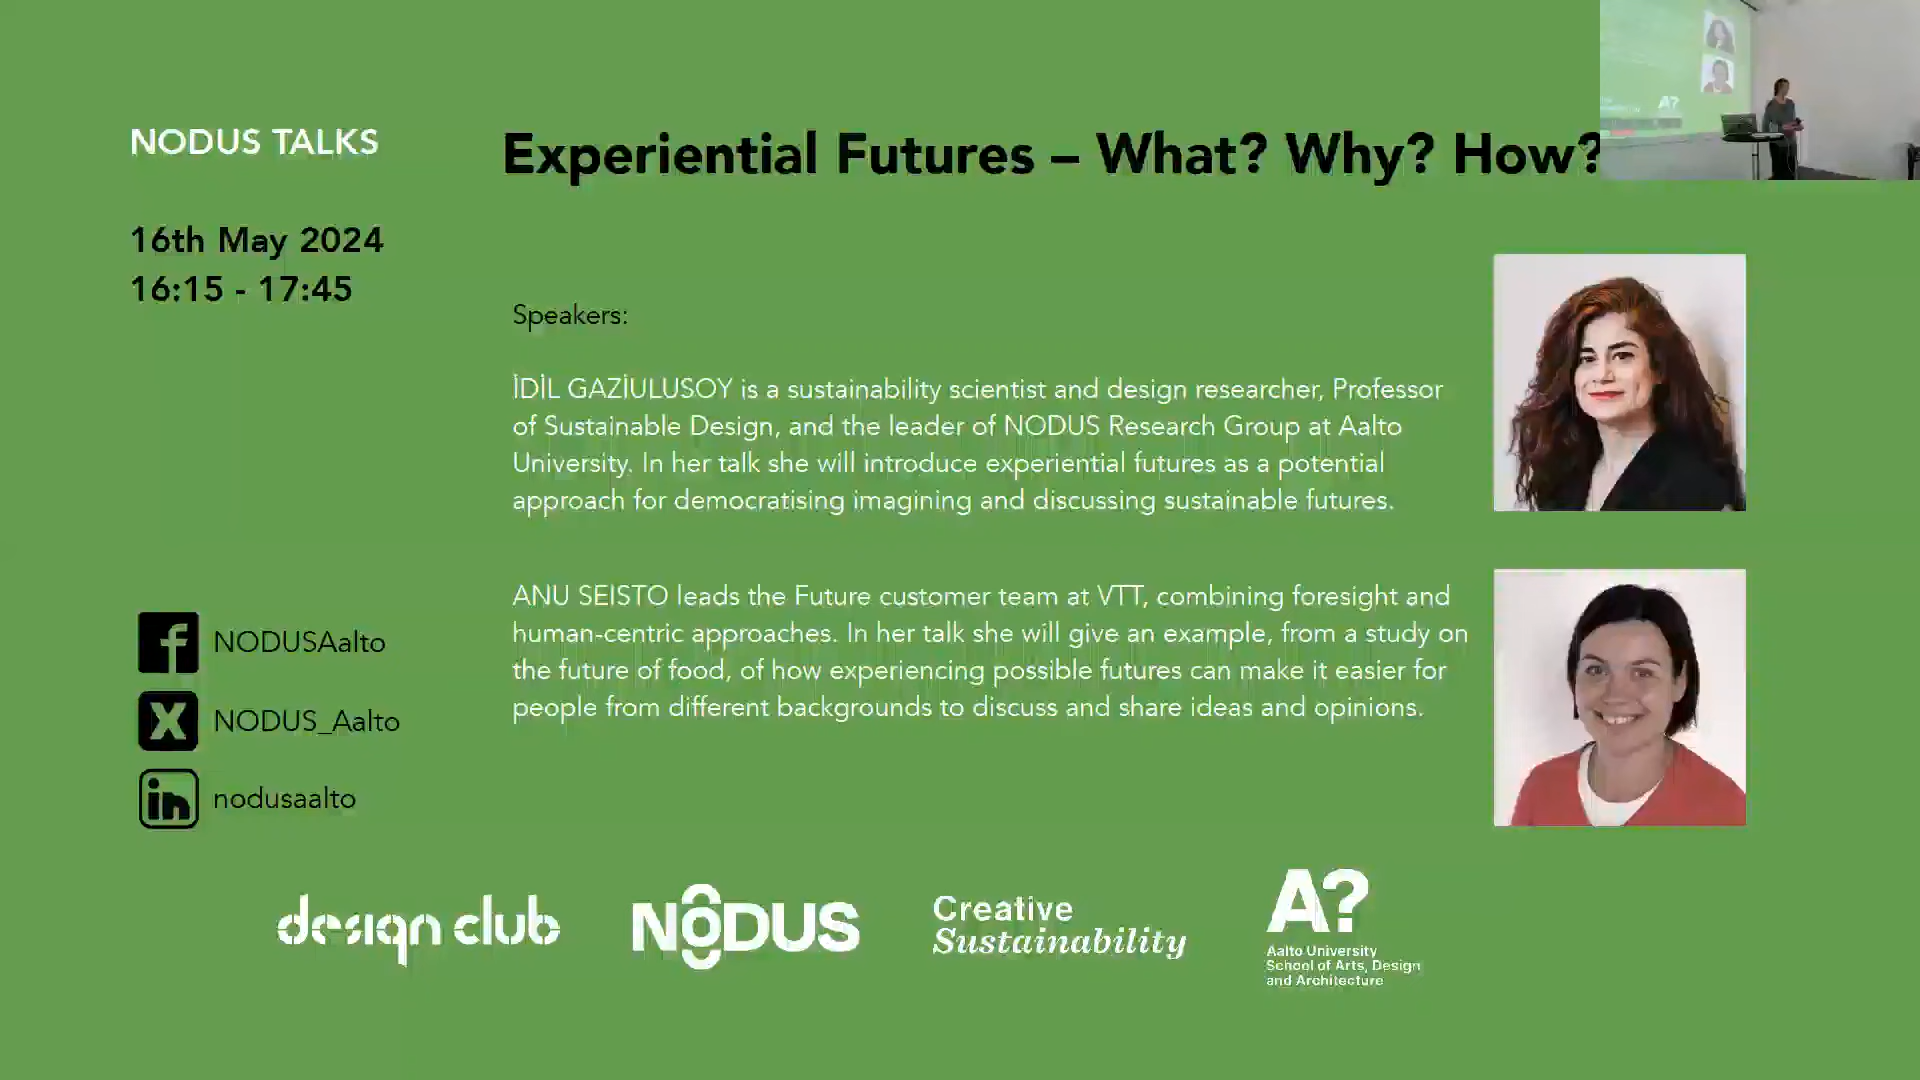 NODUS TALKS
Experiential Futures – What? Why? How?
16th May 2024
16:15 - 17:45
Speakers:
İDİL GAZİULUSOY is a sustainability scientist and design researcher, Professor
of Sustainable Design, and the leader of NODUS Research Group at Aalto
University. In her talk she will introduce experiential futures as a potential
approach for democratising imagining and discussing sustainable futures.
ANU SEISTO leads the Future customer team at VTT, combining foresight and
human-centric approaches. In her talk she will give an example, from a study on
the future of food, of how experiencing possible futures can make it easier for
people from different backgrounds to discuss and share ideas and opinions.
f NODUSAalto
X NODUS_Aalto
in nodusaalto
design club
NODUS
Creative
Sustainability
A?
Aalto University
School of Arts, Design
and Architecture
A?